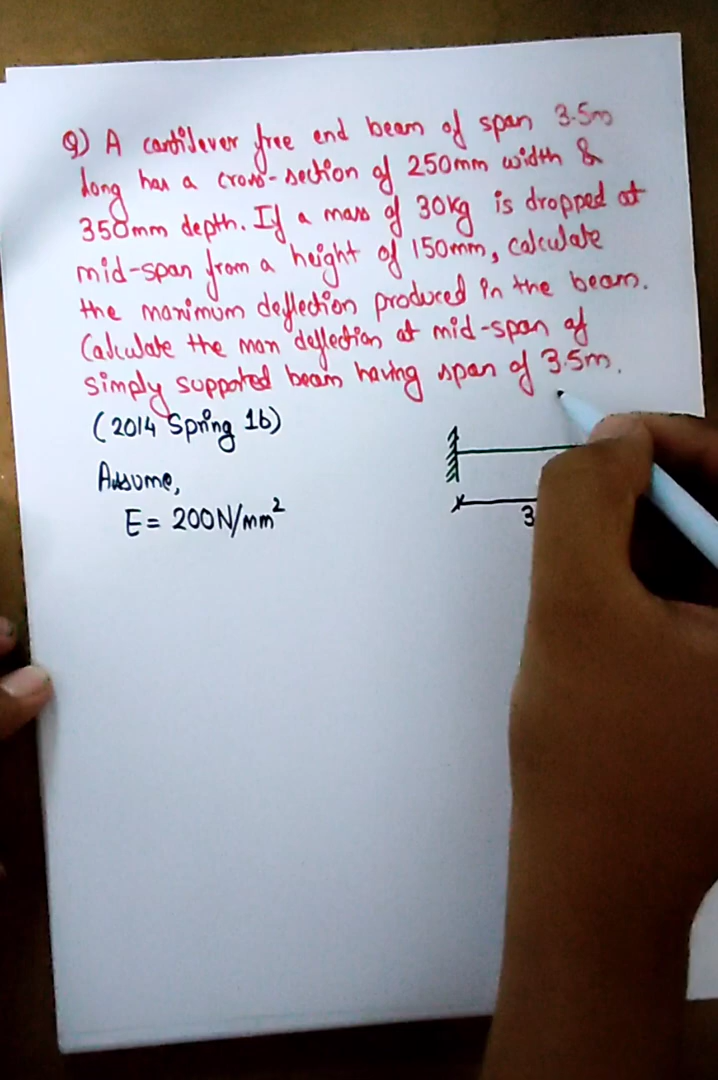 Q) A cantilever free end beam of span 3.5m
long has a cross-section of 250mm width &
350mm depth. If a mass of 30kg is dropped at
mid-span from a height of 150mm, calculate
the maximum deflection produced in the beam.
Calculate the max deflection at mid-span of
simply supported beam having span of 3.5m.
(2014 Spring 1b)
Assume,
E = 200N/mm²
3